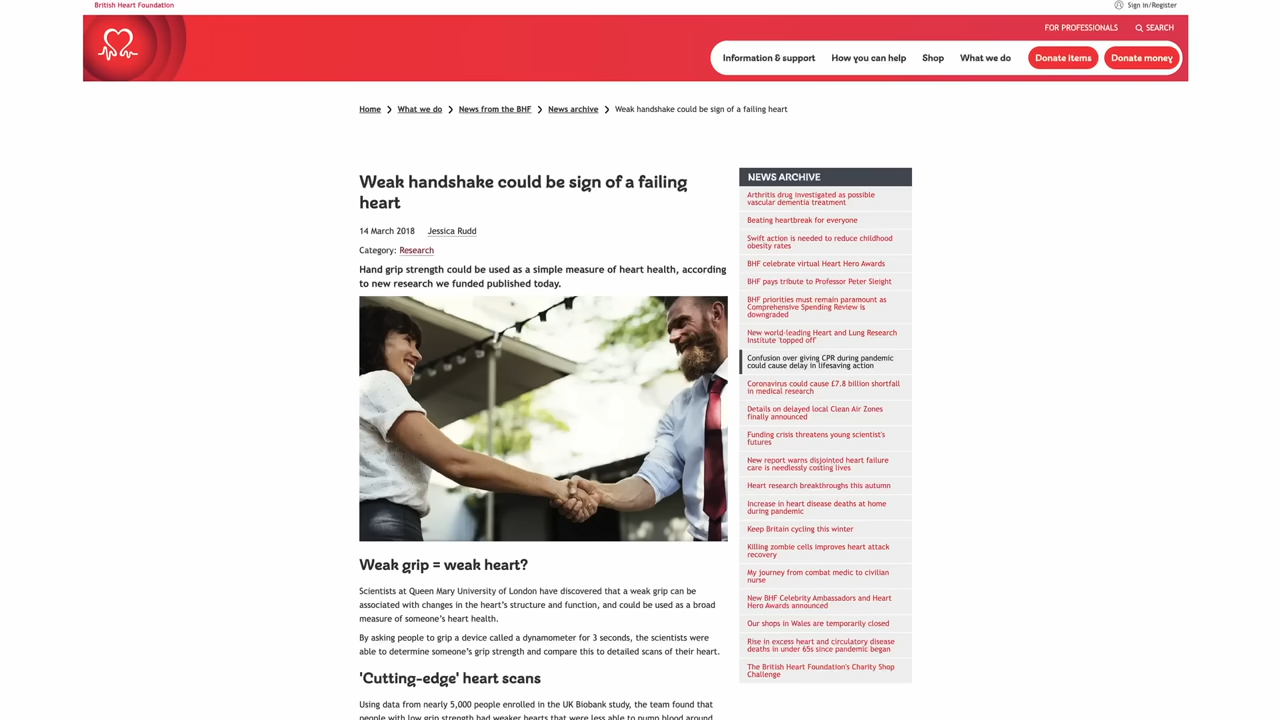 British Heart Foundation
Sign in/Register
FOR PROFESSIONALS
SEARCH
Information & support
How you can help
Shop
What we do
Donate items
Donate money
Home
What we do
News from the BHF
News archive
Weak handshake could be sign of a failing heart
Weak handshake could be sign of a failing
heart
14 March 2018
Jessica Rudd
Category: Research
Hand grip strength could be used as a simple measure of heart health, according
to new research we funded published today.
Weak grip = weak heart?
Scientists at Queen Mary University of London have discovered that a weak grip can be
associated with changes in the heart's structure and function, and could be used as a broad
measure of someone's heart health.
By asking people to grip a device called a dynamometer for 3 seconds, the scientists were
able to determine someone's grip strength and compare this to detailed scans of their heart.
'Cutting-edge' heart scans
Using data from nearly 5,000 people enrolled in the UK Biobank study, the team found that
people with low grip strength had weaker hearts that were less able to pump blood around
NEWS ARCHIVE
Arthritis drug investigated as possible
vascular dementia treatment
Beating heartbreak for everyone
Swift action is needed to reduce childhood
obesity rates
BHF celebrate virtual Heart Hero Awards
BHF pays tribute to Professor Peter Sleight
BHF priorities must remain paramount as
Comprehensive Spending Review is
downgraded
New world-leading Heart and Lung Research
Institute 'topped off'
Confusion over giving CPR during pandemic
could cause delay in lifesaving action
Coronavirus could cause £7.8 billion shortfall
in medical research
Details on delayed local Clean Air Zones
finally announced
Funding crisis threatens young scientist's
futures
New report warns disjointed heart failure
care is needlessly costing lives
Heart research breakthroughs this autumn
Increase in heart disease deaths at home
during pandemic
Keep Britain cycling this winter
Killing zombie cells improves heart attack
recovery
My journey from combat medic to civilian
nurse
New BHF Celebrity Ambassadors and Heart
Hero Awards announced
Our shops in Wales are temporarily closed
Rise in excess heart and circulatory disease
deaths in under 65s since pandemic began
The British Heart Foundation's Charity Shop
Challenge